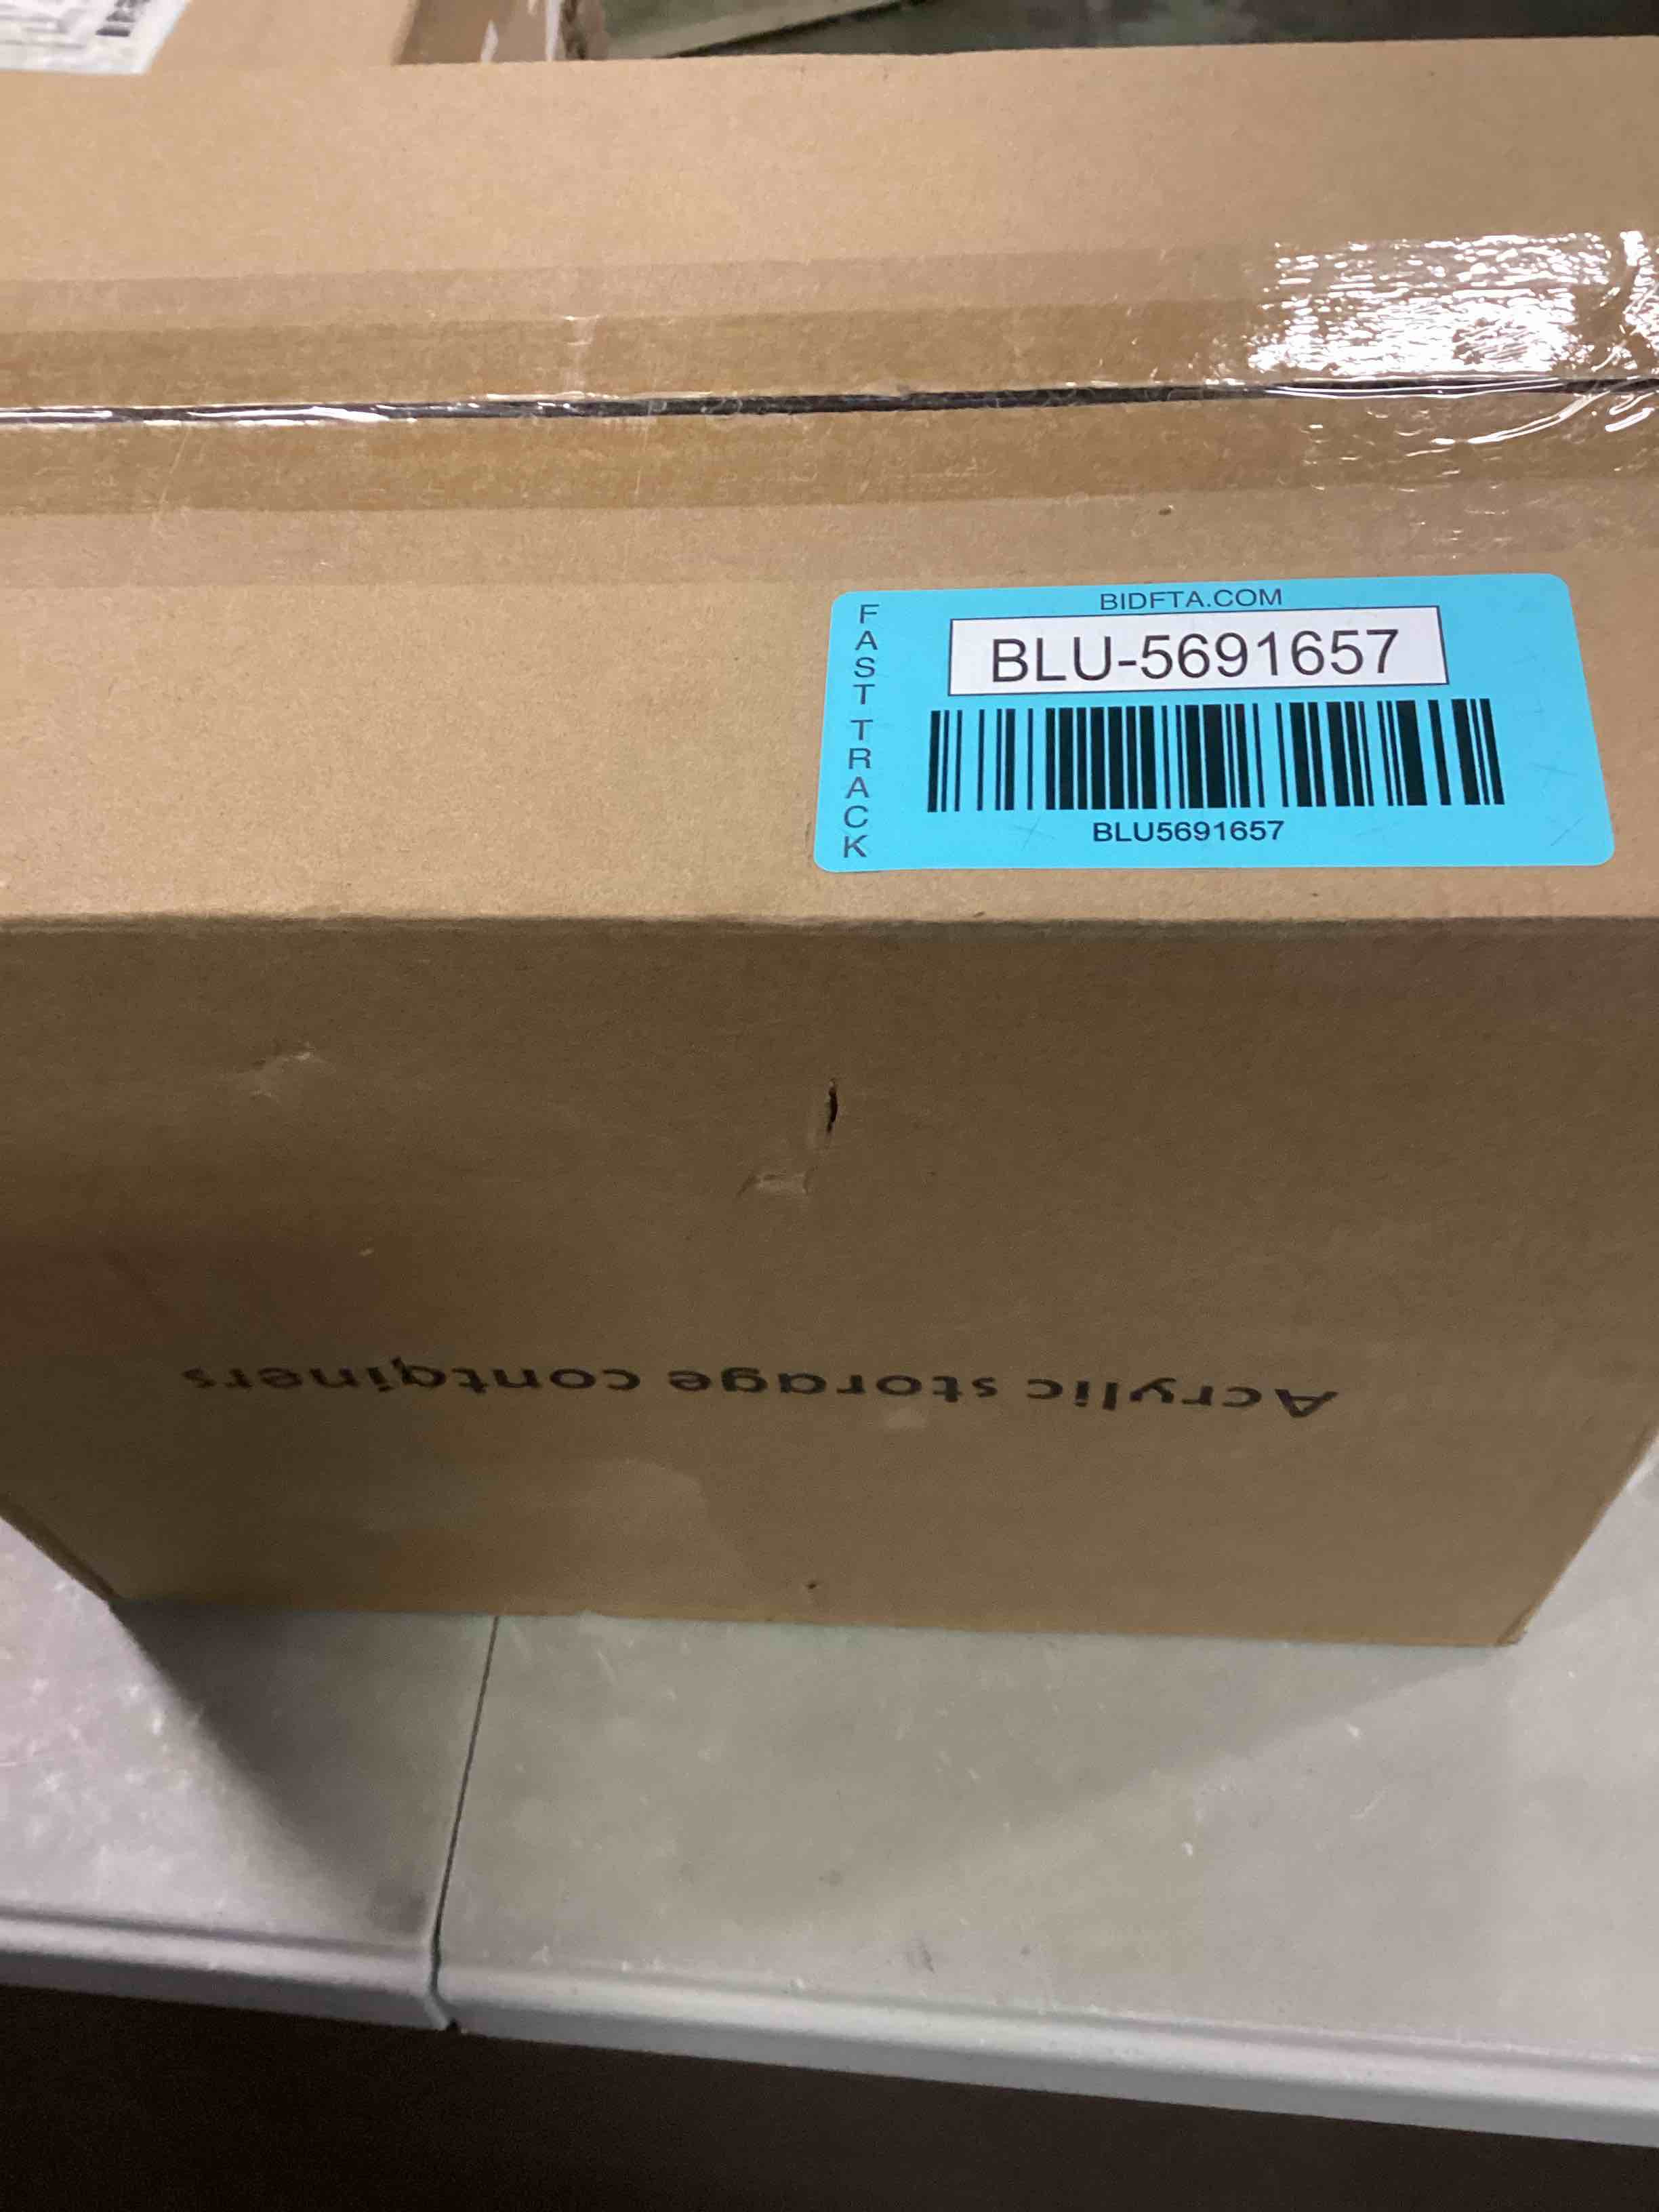 BIDFTA.COM
FAST TRACK
BLU-5691657
BLU5691657
Acrylic storage contqiners